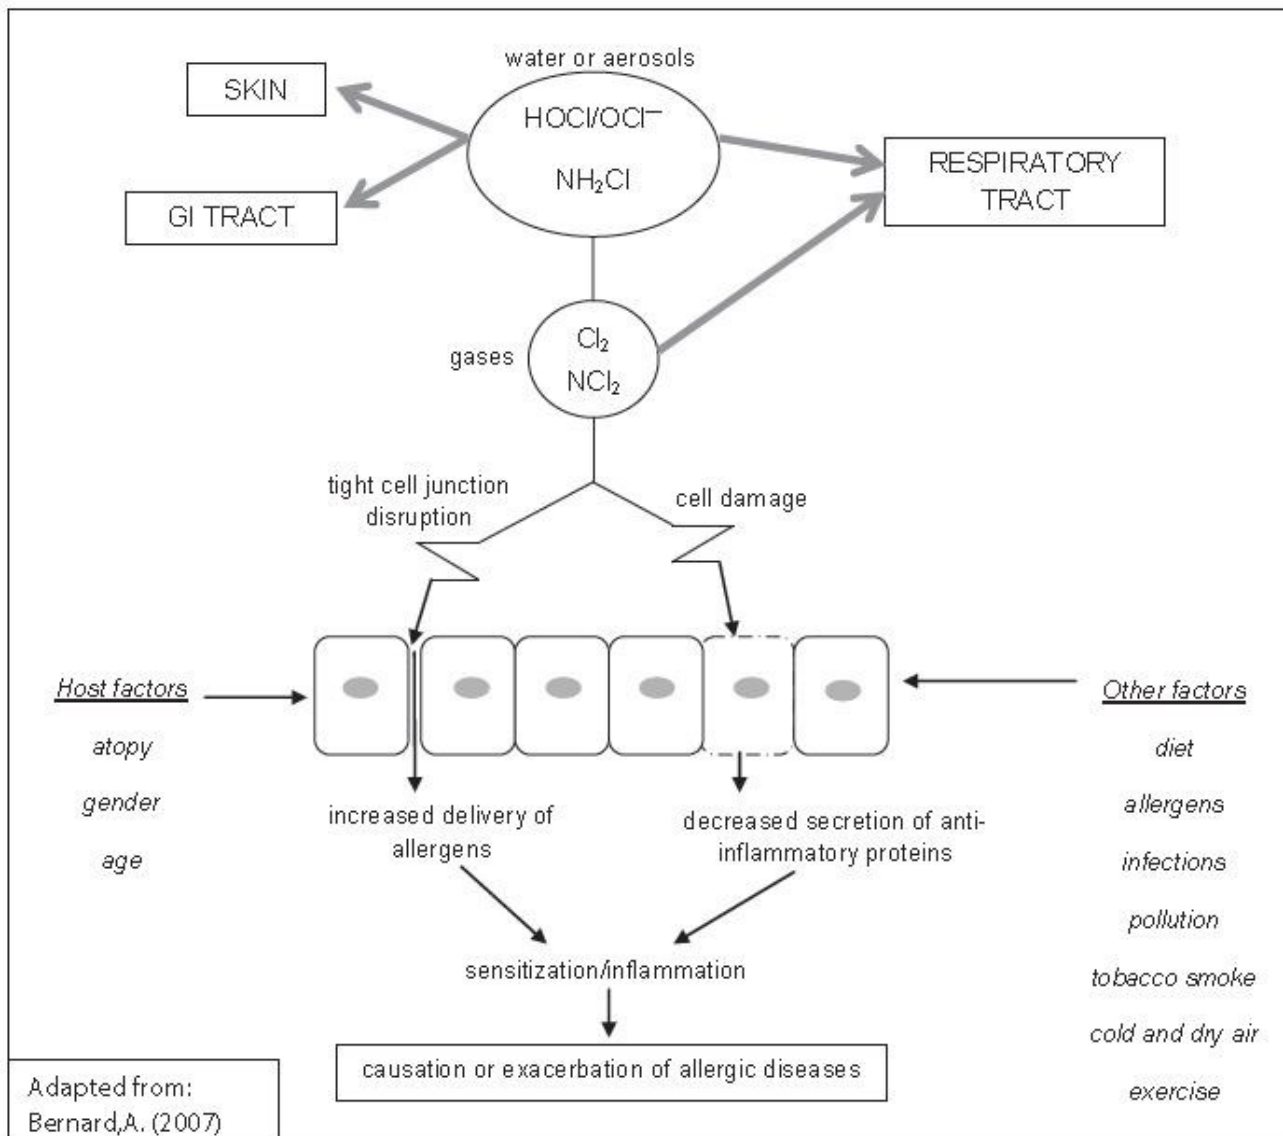 water or aerosols
SKIN
HOCl/OCl—
RESPIRATORY
TRACT
NH₂Cl
GI TRACT
gases
Cl₂
NCl₂
tight cell junction
disruption
cell damage
Host factors
atopy
gender
age
Other factors
diet
allergens
infections
pollution
tobacco smoke
cold and dry air
exercise
increased delivery of
allergens
decreased secretion of anti-
inflammatory proteins
sensitization/inflammation
causation or exacerbation of allergic diseases
Adapted from:
Bernard,A. (2007)